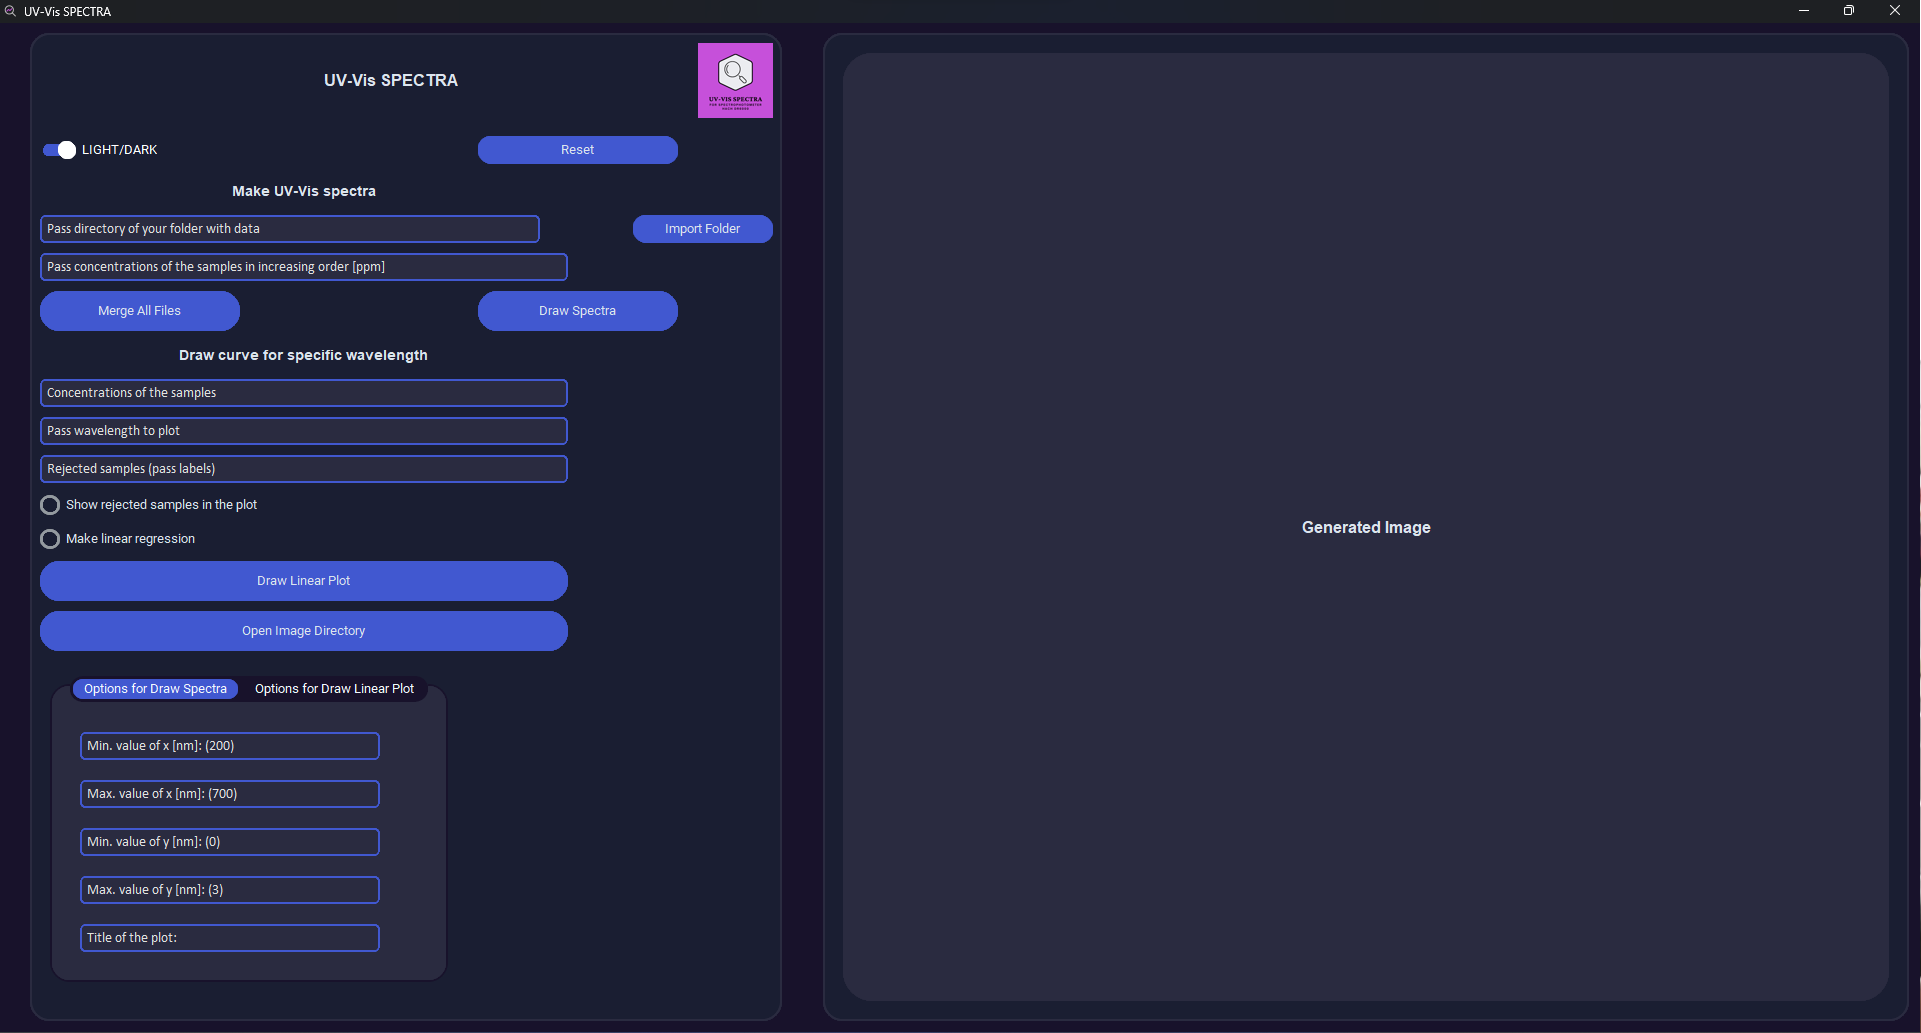 UV-Vis SPECTRA
UV-Vis SPECTRA
UV-VIS SPECTRA
FOR SPECTROPHOTOMETER
HACH DR3900
LIGHT/DARK
Reset
Make UV-Vis spectra
Pass directory of your folder with data
Import Folder
Pass concentrations of the samples in increasing order [ppm]
Merge All Files
Draw Spectra
Draw curve for specific wavelength
Concentrations of the samples
Pass wavelength to plot
Rejected samples (pass labels)
Show rejected samples in the plot
Make linear regression
Draw Linear Plot
Open Image Directory
Options for Draw Spectra
Options for Draw Linear Plot
Min. value of x [nm]: (200)
Max. value of x [nm]: (700)
Min. value of y [nm]: (0)
Max. value of y [nm]: (3)
Title of the plot:
Generated Image